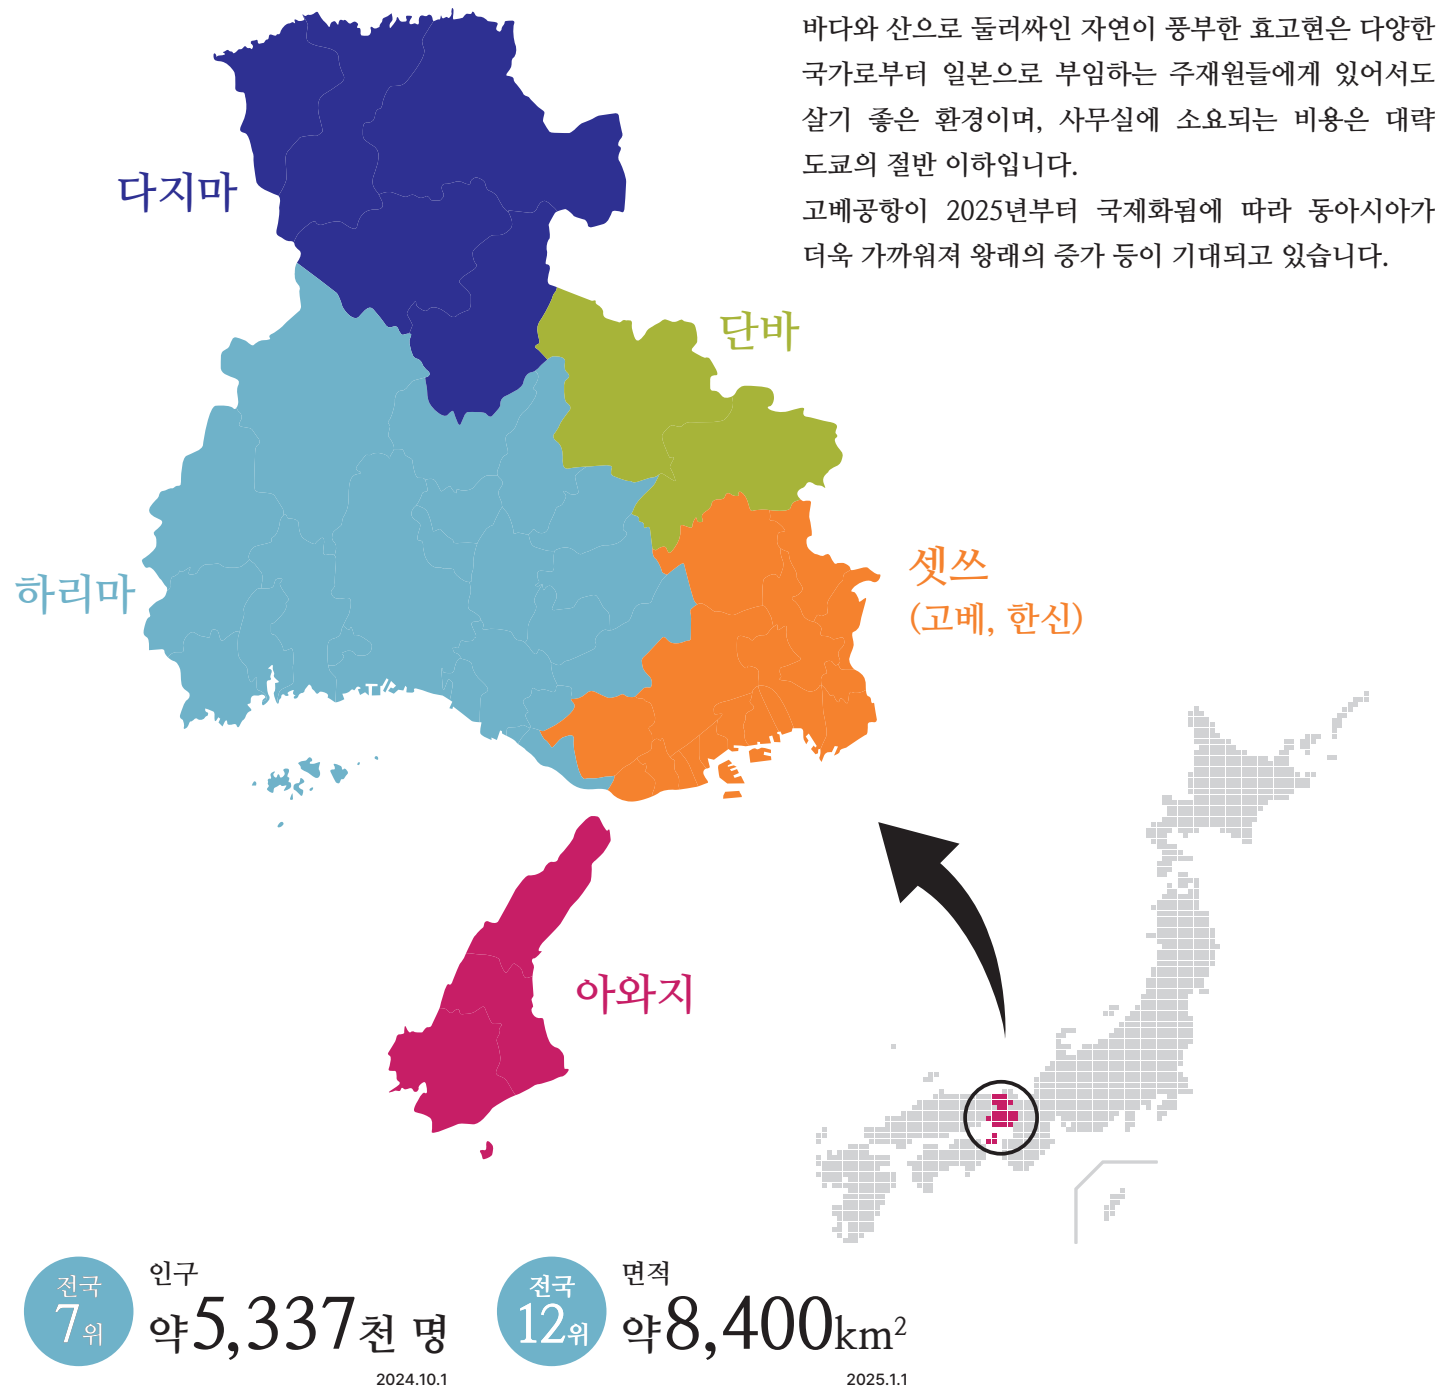 바다와 산으로 둘러싸인 자연이 풍부한 효고현은 다양한
국가로부터 일본으로 부임하는 주재원들에게 있어서도
살기 좋은 환경이며, 사무실에 소요되는 비용은 대략
도쿄의 절반 이하입니다.
고베공항이 2025년부터 국제화됨에 따라 동아시아가
더욱 가까워져 왕래의 증가 등이 기대되고 있습니다.
다지마
단바
하리마
셋쓰
(고베, 한신)
아와지
전국
7위
인구
약5,337천 명
2024.10.1
전국
12위
면적
약8,400km²
2025.1.1